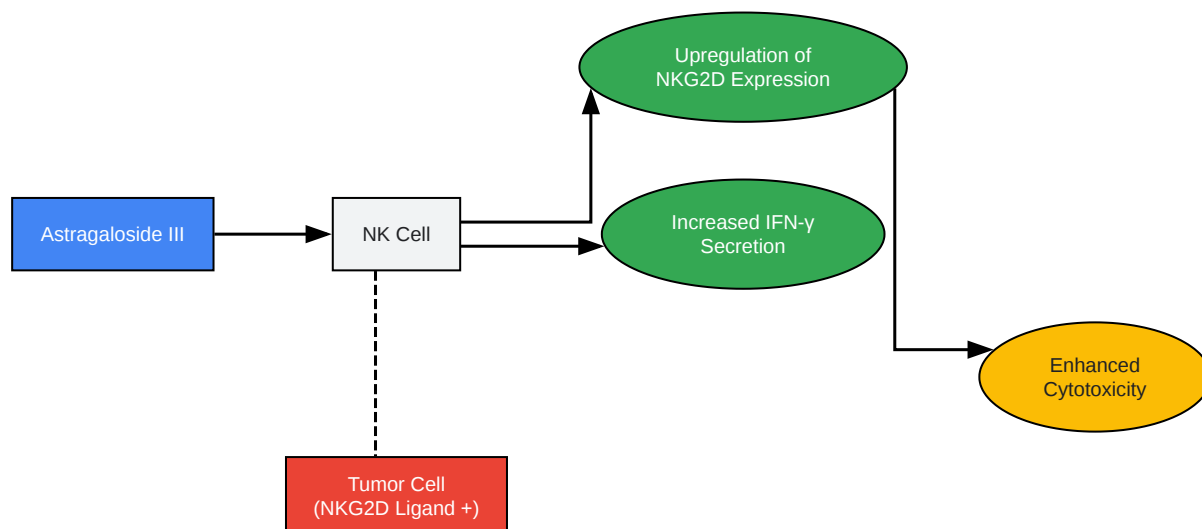 Upregulation of
NKG2D Expression
Astragaloside III
NK Cell
Increased IFN-γ
Secretion
Enhanced
Cytotoxicity
Tumor Cell
(NKG2D Ligand +)